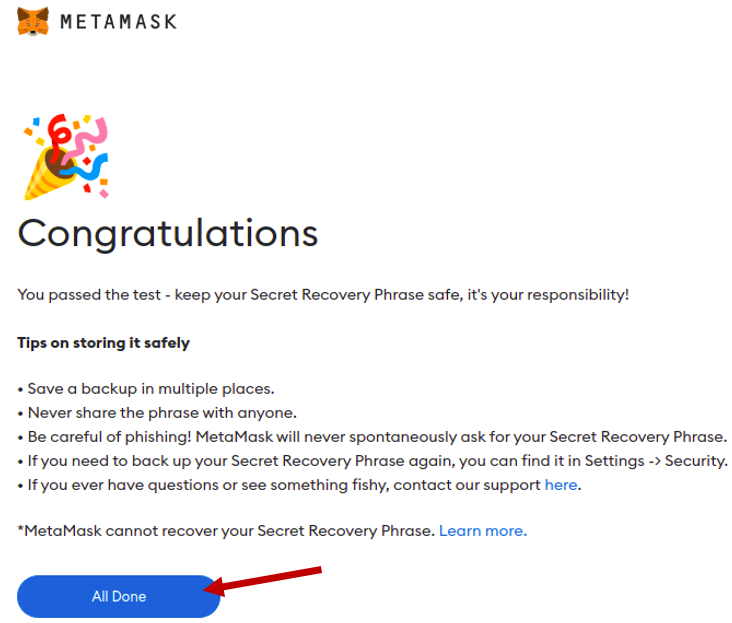 METAMASK
Congratulations
You passed the test - keep your Secret Recovery Phrase safe, it's your responsibility!
Tips on storing it safely
• Save a backup in multiple places.
• Never share the phrase with anyone.
• Be careful of phishing! MetaMask will never spontaneously ask for your Secret Recovery Phrase.
• If you need to back up your Secret Recovery Phrase again, you can find it in Settings -> Security.
• If you ever have questions or see something fishy, contact our support here.
*MetaMask cannot recover your Secret Recovery Phrase. Learn more.
All Done